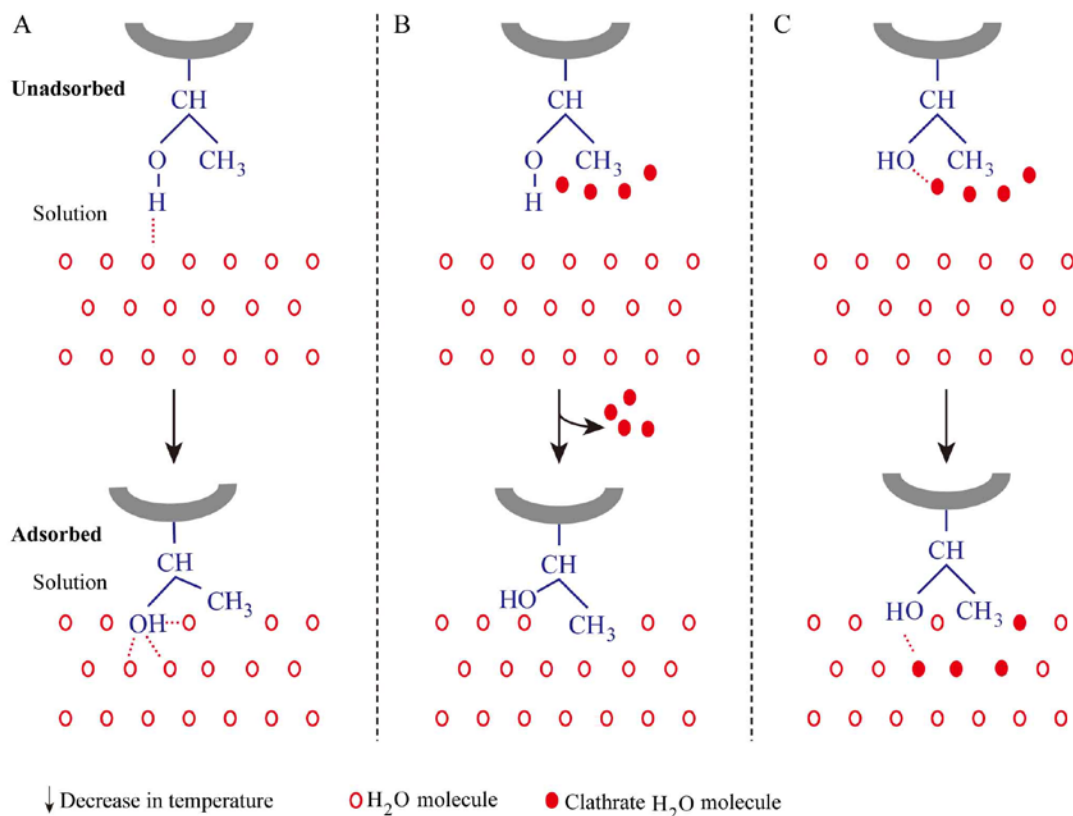 A
B
C
Unadsorbed
CH
O
CH₃
H
Solution
CH
O
CH₃
H
CH
HO
CH₃
Adsorbed
Solution
CH
OH
CH₃
CH
HO
CH₃
CH
HO
CH₃
Decrease in temperature
H₂O molecule
Clathrate H₂O molecule